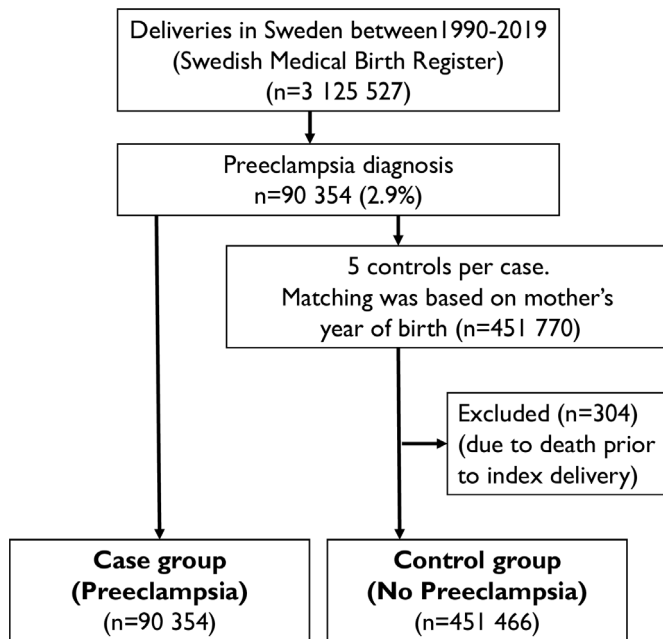 Deliveries in Sweden between1990-2019
(Swedish Medical Birth Register)
(n=3 125 527)
Preeclampsia diagnosis
n=90 354 (2.9%)
5 controls per case.
Matching was based on mother's
year of birth (n=451 770)
Excluded (n=304)
(due to death prior
to index delivery)
Case group
(Preeclampsia)
(n=90 354)
Control group
(No Preeclampsia)
(n=451 466)